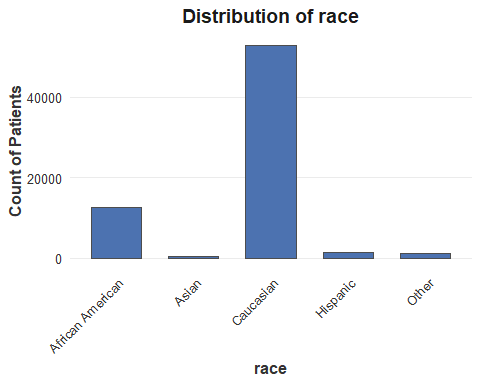 Distribution of race
Count of Patients
40000
20000
0
African American
Asian
Caucasian
Hispanic
Other
race